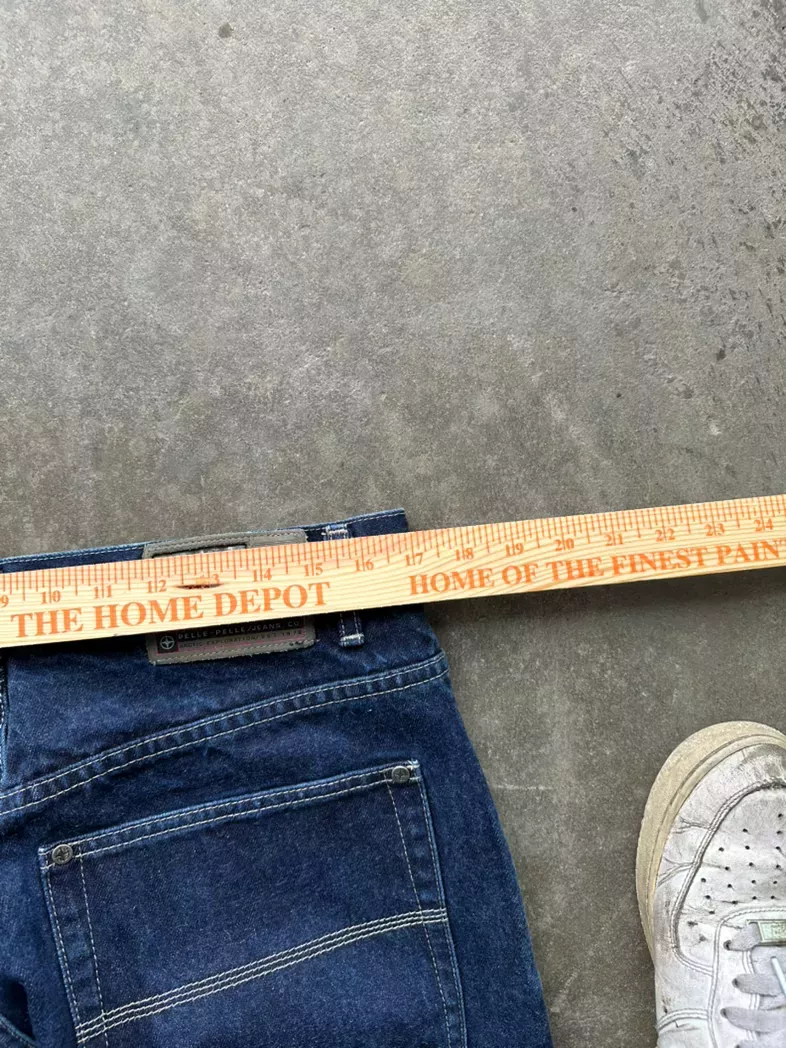 9 10 11 12 14 15 16 17 18 19 20 21 22 23 24
THE HOME DEPOT HOME OF THE FINEST PAIN
PELLE-PELLE JEANS CO.